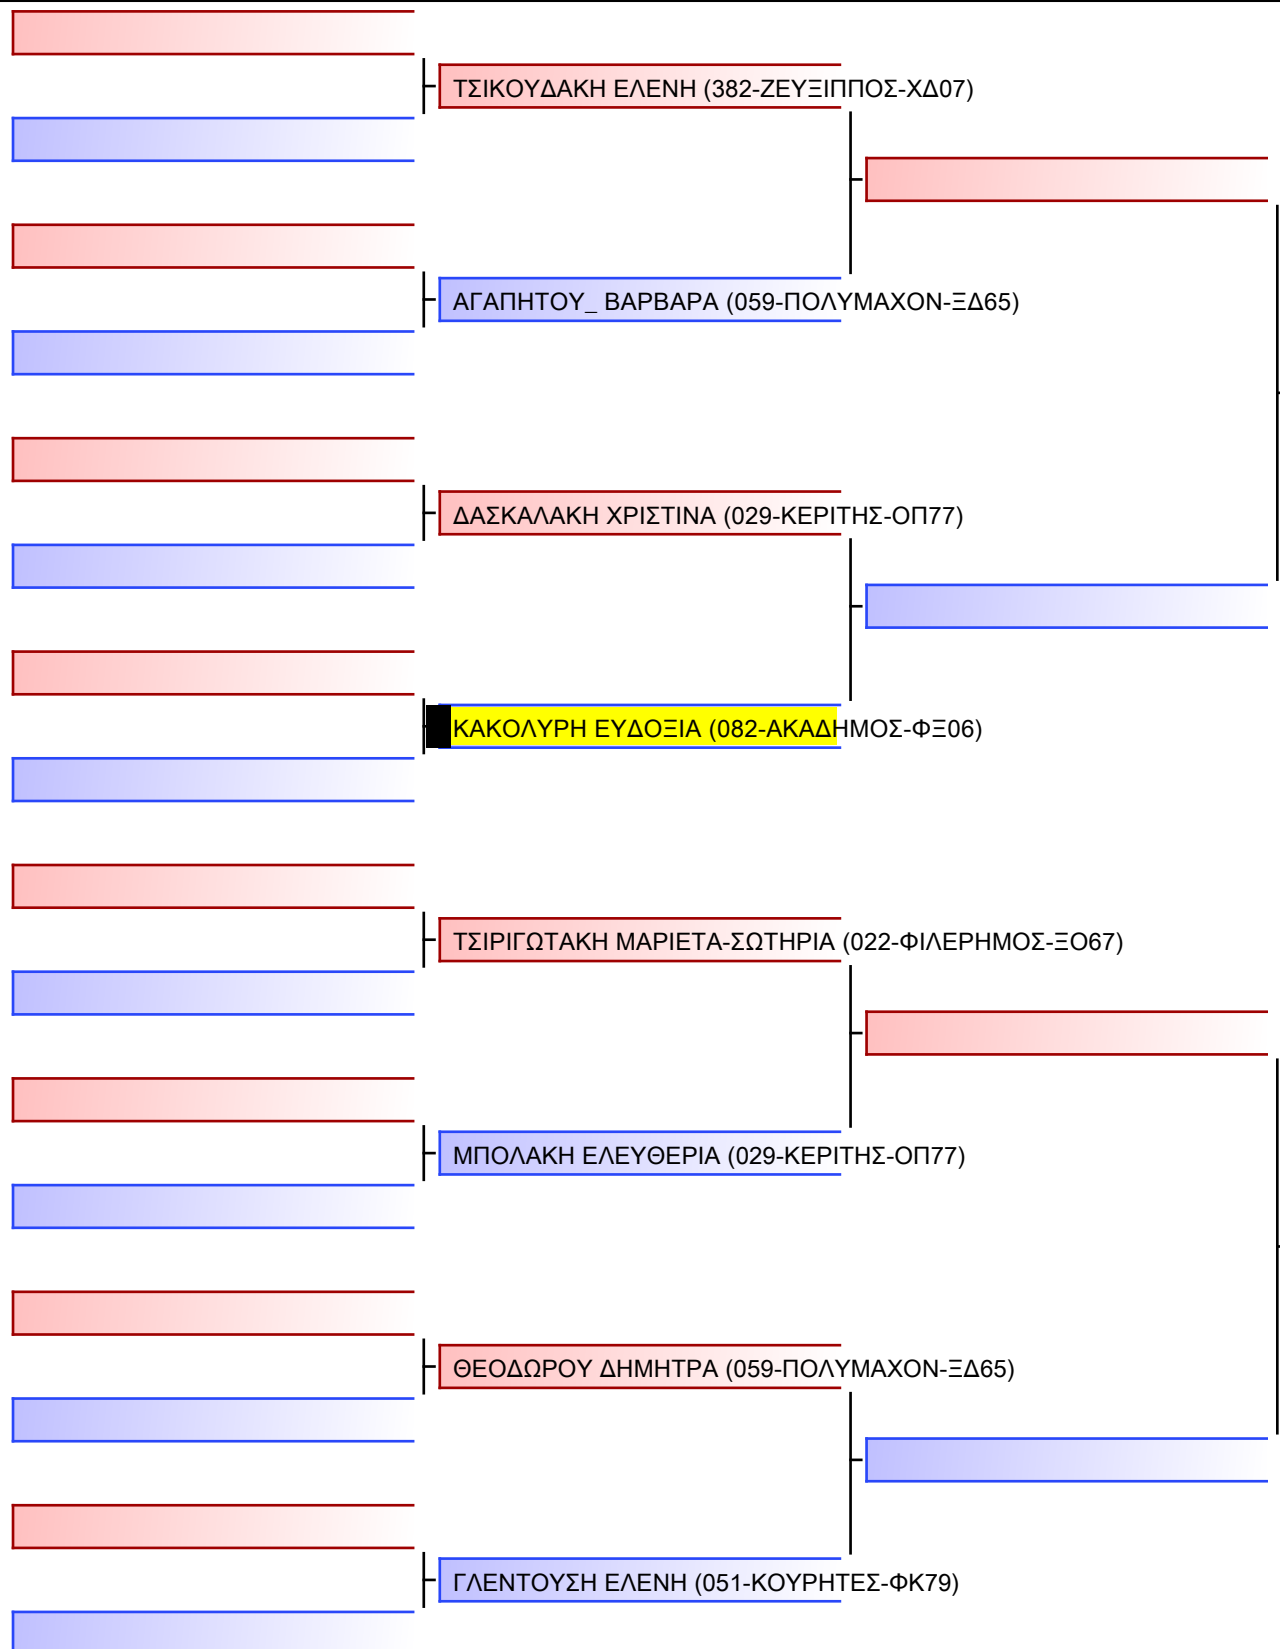 ΤΣΙΚΟΥΔΑΚΗ ΕΛΕΝΗ (382-ΖΕΥΞΙΠΠΟΣ-ΧΔ07)
ΑΓΑΠΗΤΟΥ_ ΒΑΡΒΑΡΑ (059-ΠΟΛΥΜΑΧΟΝ-ΞΔ65)
ΔΑΣΚΑΛΑΚΗ ΧΡΙΣΤΙΝΑ (029-ΚΕΡΙΤΗΣ-ΟΠ77)
ΚΑΚΟΛΥΡΗ ΕΥΔΟΞΙΑ (082-ΑΚΑΔΗΜΟΣ-ΦΞ06)
ΤΣΙΡΙΓΩΤΑΚΗ ΜΑΡΙΕΤΑ-ΣΩΤΗΡΙΑ (022-ΦΙΛΕΡΗΜΟΣ-ΞΟ67)
ΜΠΟΛΑΚΗ ΕΛΕΥΘΕΡΙΑ (029-ΚΕΡΙΤΗΣ-ΟΠ77)
ΘΕΟΔΩΡΟΥ ΔΗΜΗΤΡΑ (059-ΠΟΛΥΜΑΧΟΝ-ΞΔ65)
ΓΛΕΝΤΟΥΣΗ ΕΛΕΝΗ (051-ΚΟΥΡΗΤΕΣ-ΦΚ79)